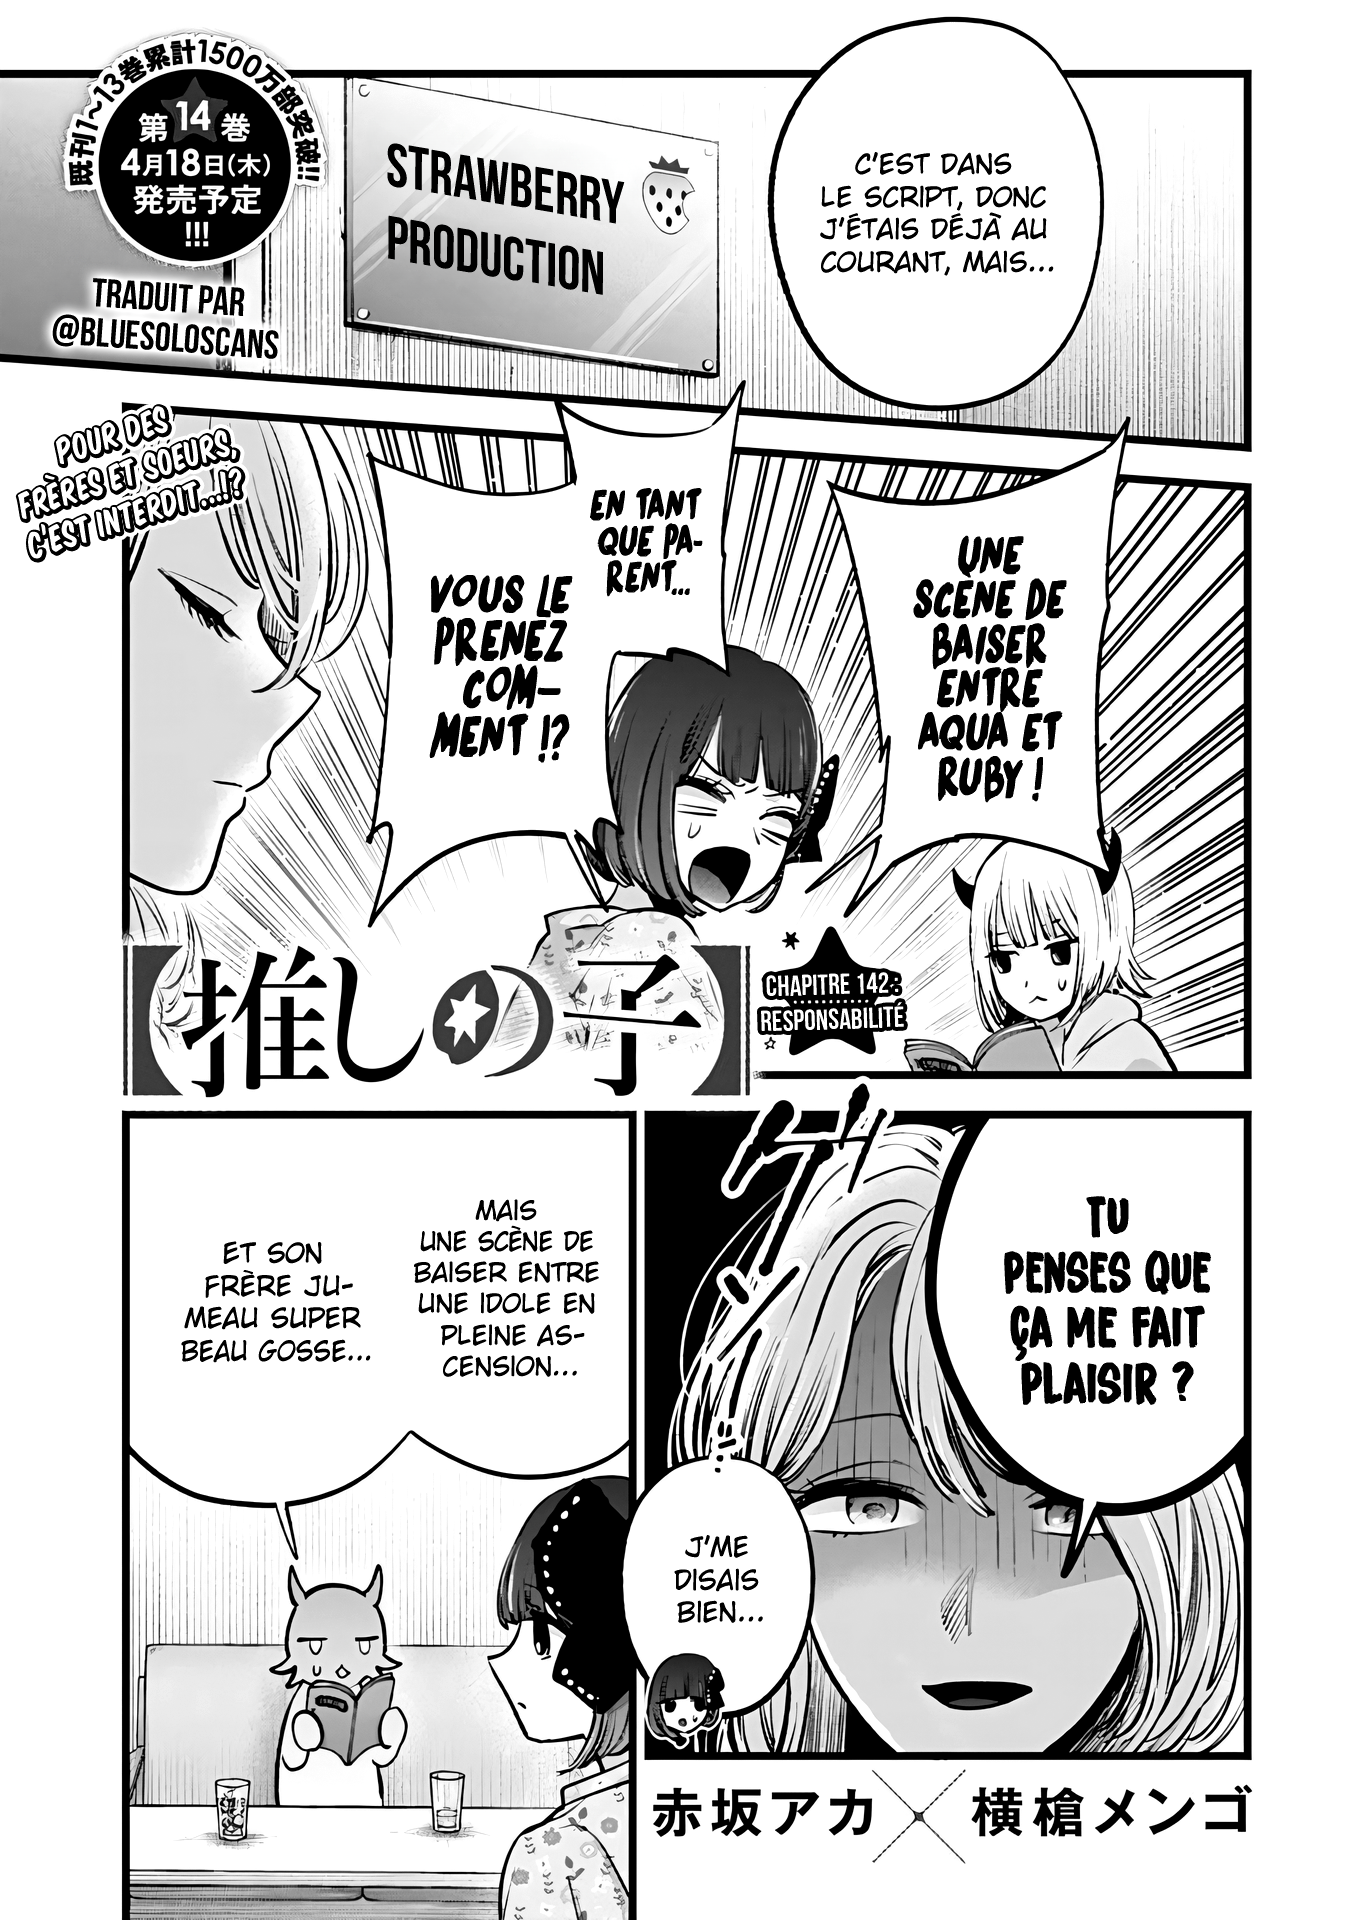 既刊1~13巻累計1500万部突破!!
第14巻
4月18日(木)
発売予定
!!!
TRADUIT PAR
@BLUESOLOSCANS
STRAWBERRY
PRODUCTION
C'EST DANS
LE SCRIPT, DONC
J'ÉTAIS DÉJÀ AU
COURANT, MAIS...
POUR DES
FRÈRES ET SOEURS,
C'EST INTERDIT...!?
UNE
SCÈNE DE
BAISER
ENTRE
AQUA ET
RUBY !
EN TANT
QUE PA-
RENT...
VOUS LE
PRENEZ
COM-
MENT !?
【推しの子】
CHAPITRE 142 :
RESPONSABILITÉ
TU
PENSES QUE
ÇA ME FAIT
PLAISIR ?
ググ…
J'ME
DISAIS
BIEN...
MAIS
UNE SCÈNE DE
BAISER ENTRE
UNE IDOLE EN
PLEINE AS-
CENSION...
ET SON
FRÈRE JU-
MEAU SUPER
BEAU GOSSE...
赤坂アカ×横槍メンゴ